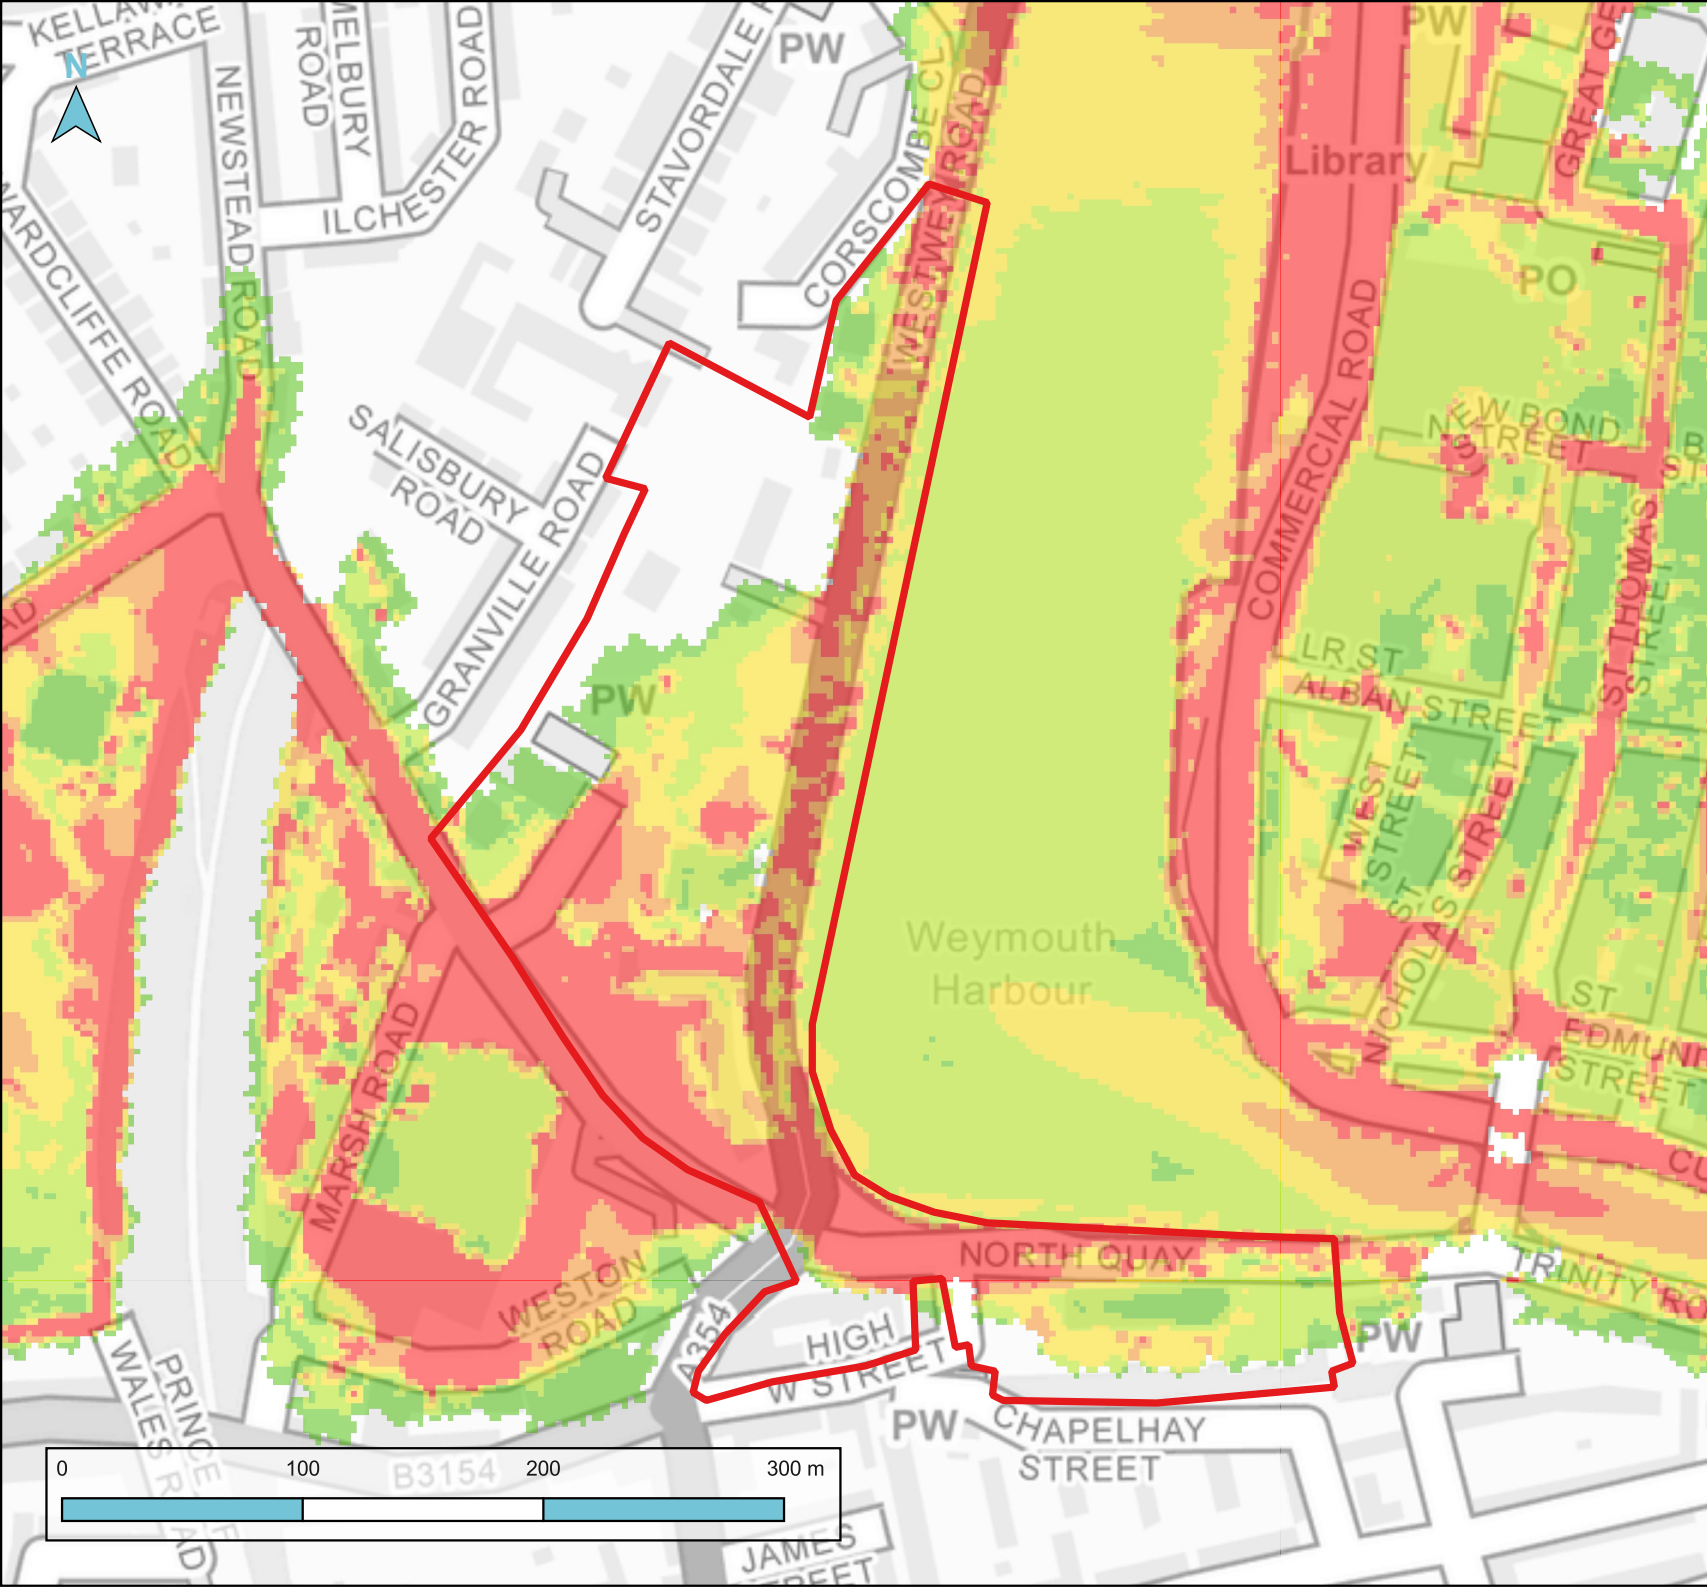 TERRACE
N
NEWSTEAD ROAD
MELBURY
ROAD
ILCHESTER ROAD
STAVORDALE
PW
CORSCOMBE CL
WESTWEY ROAD
PW
Library
GREAT GE
WARDCLIFFE ROAD
PO
COMMERCIAL ROAD
NEW BOND
STREET
SALISBURY
ROAD
GRANVILLE ROAD
ST THOMAS
STREET
LR ST
ALBAN STREET
PW
WEST
STREET
ST
NICHOLAS STREET
Weymouth
Harbour
ST
EDMUND
STREET
MARSH ROAD
NORTH QUAY
TRINITY RO
WESTON
ROAD
A354
HIGH
W STREET
PW
PW
CHAPELHAY
STREET
PRINCE
WALES R
B3154
JAMES
0 100 200 300 m